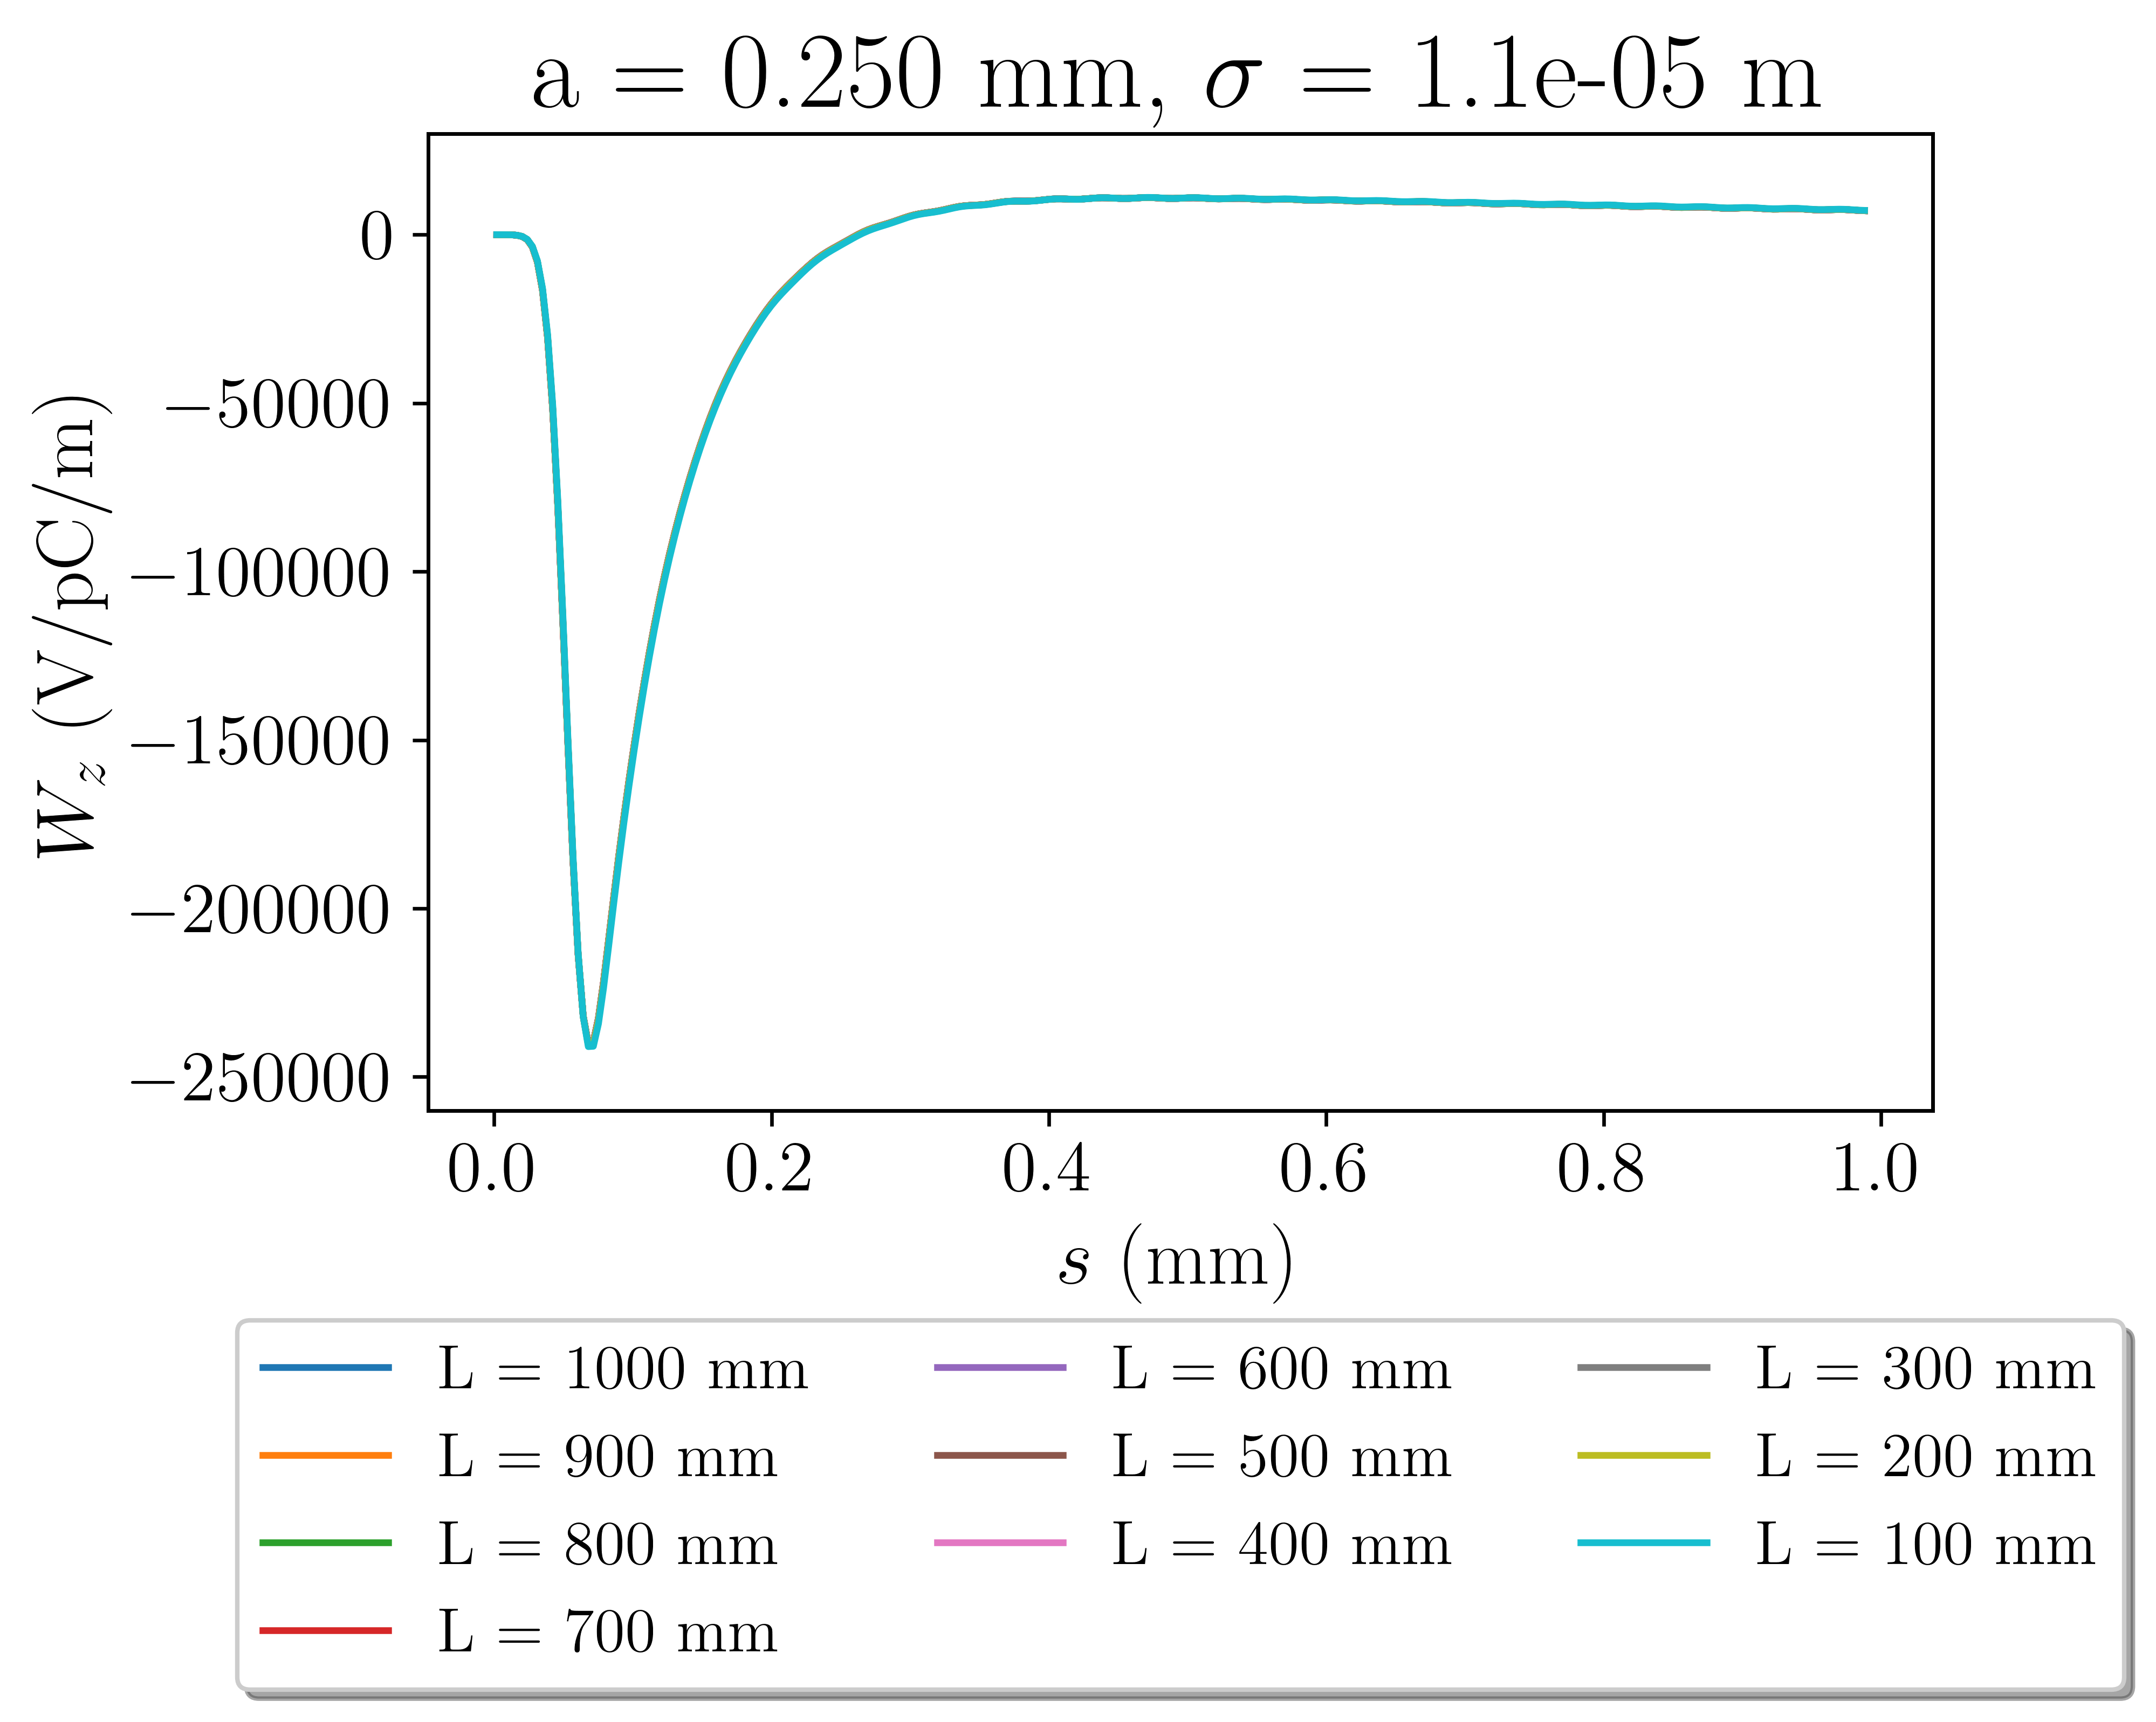 a = 0.250 mm, σ = 1.1e-05 m
W_z (V/pC/m)
0
−50000
−100000
−150000
−200000
−250000
0.0 0.2 0.4 0.6 0.8 1.0
s (mm)
L = 1000 mm
L = 900 mm
L = 800 mm
L = 700 mm
L = 600 mm
L = 500 mm
L = 400 mm
L = 300 mm
L = 200 mm
L = 100 mm